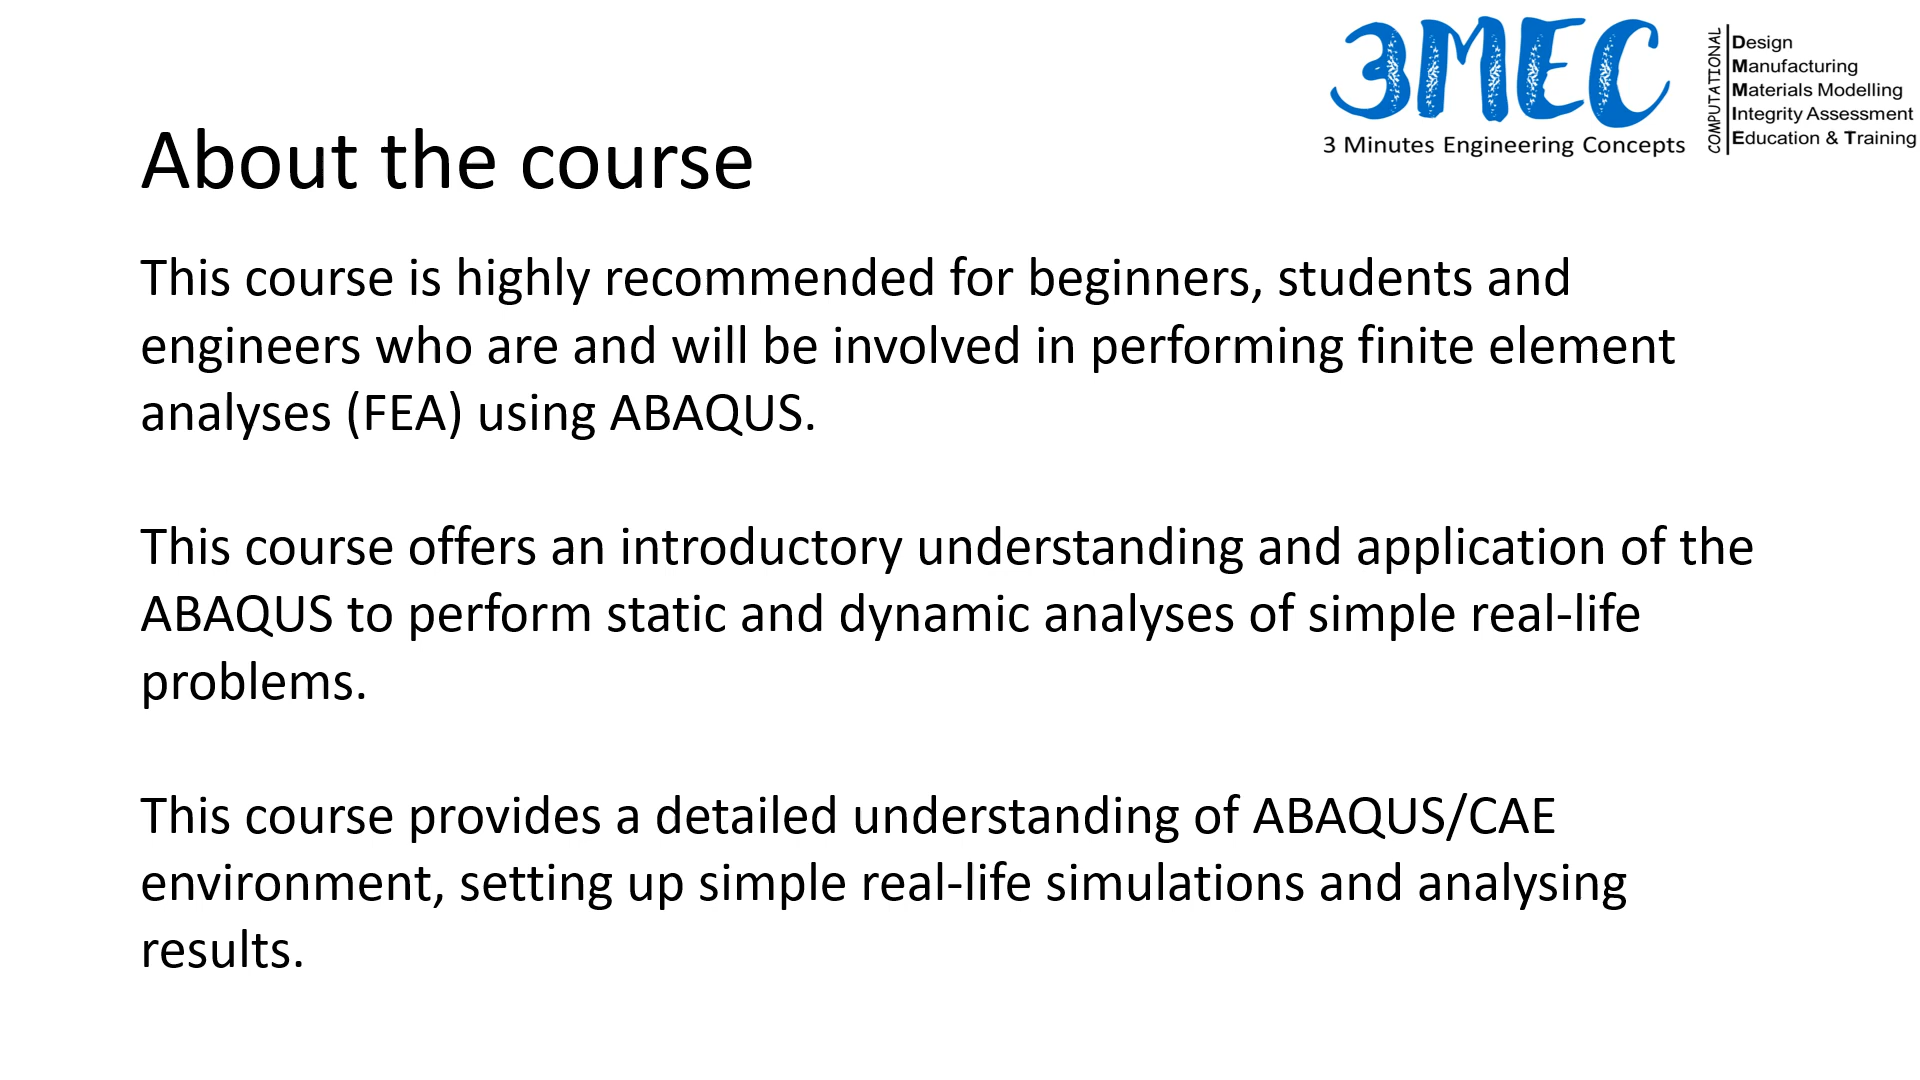 3MEC
3 Minutes Engineering Concepts
COMPUTATIONAL
Design
Manufacturing
Materials Modelling
Integrity Assessment
Education & Training
About the course
This course is highly recommended for beginners, students and
engineers who are and will be involved in performing finite element
analyses (FEA) using ABAQUS.
This course offers an introductory understanding and application of the
ABAQUS to perform static and dynamic analyses of simple real-life
problems.
This course provides a detailed understanding of ABAQUS/CAE
environment, setting up simple real-life simulations and analysing
results.